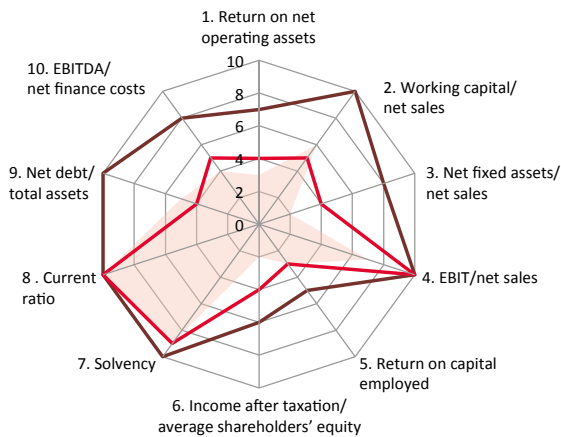 1. Return on net
operating assets
10
8
6
4
2
0
2. Working capital/
net sales
3. Net fixed assets/
net sales
4. EBIT/net sales
5. Return on capital
employed
6. Income after taxation/
average shareholders’ equity
7. Solvency
8 . Current
ratio
9. Net debt/
total assets
10. EBITDA/
net finance costs